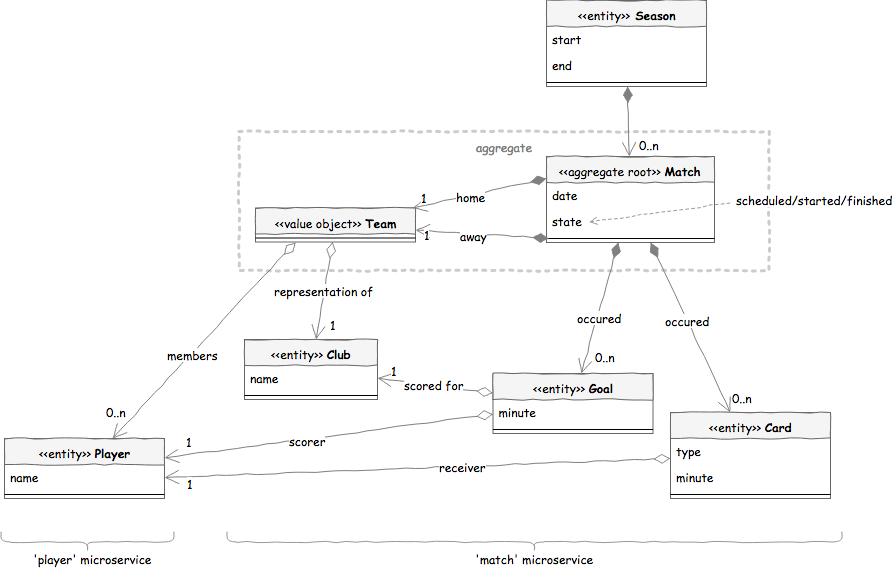 <<entity>> Season
start
end
0..n
aggregate
<<aggregate root>> Match
date
state
scheduled/started/finished
1
home
<<value object>> Team
1
away
representation of
1
occured
occured
members
<<entity>> Club
name
1
scored for
0..n
<<entity>> Goal
minute
0..n
0..n
<<entity>> Card
type
minute
1
scorer
<<entity>> Player
name
receiver
1
'player' microservice
'match' microservice